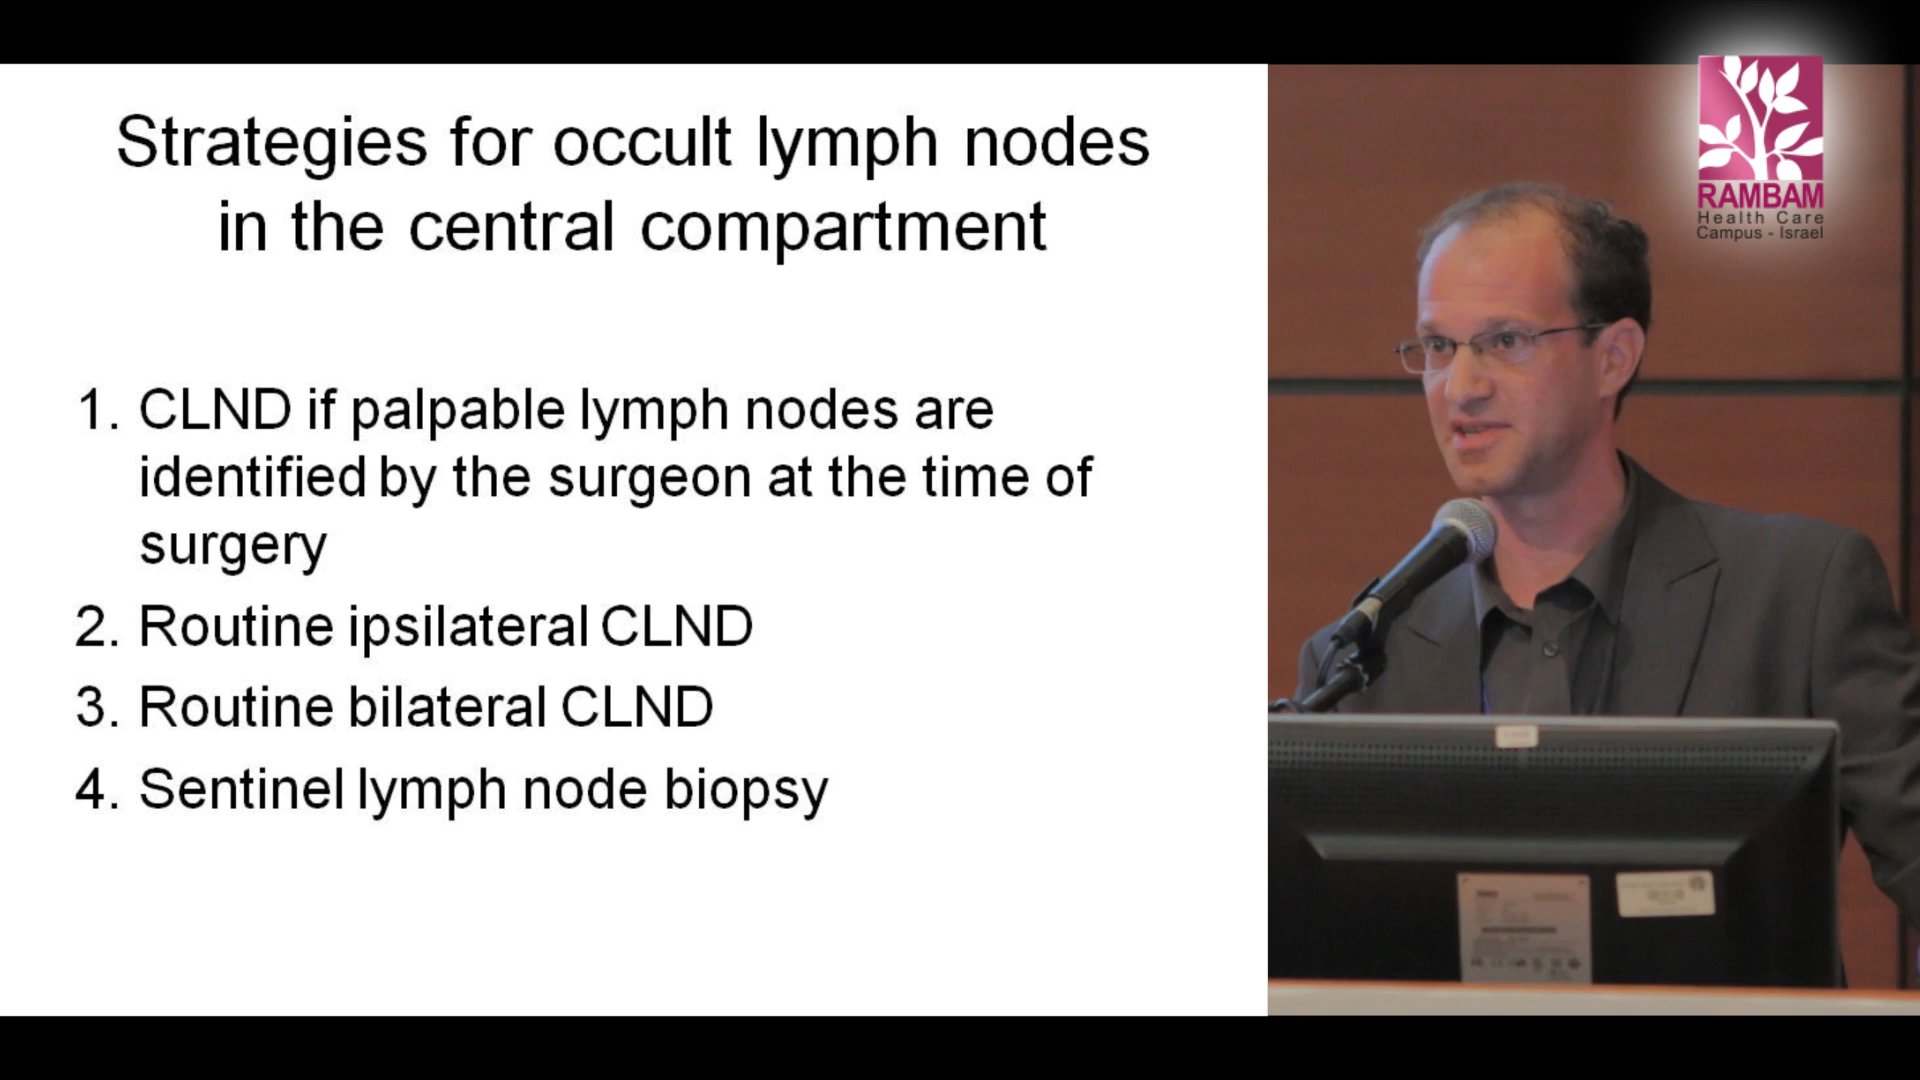 Strategies for occult lymph nodes
in the central compartment
1. CLND if palpable lymph nodes are
identified by the surgeon at the time of
surgery
2. Routine ipsilateral CLND
3. Routine bilateral CLND
4. Sentinel lymph node biopsy
RAMBAM
Health Care
Campus - Israel